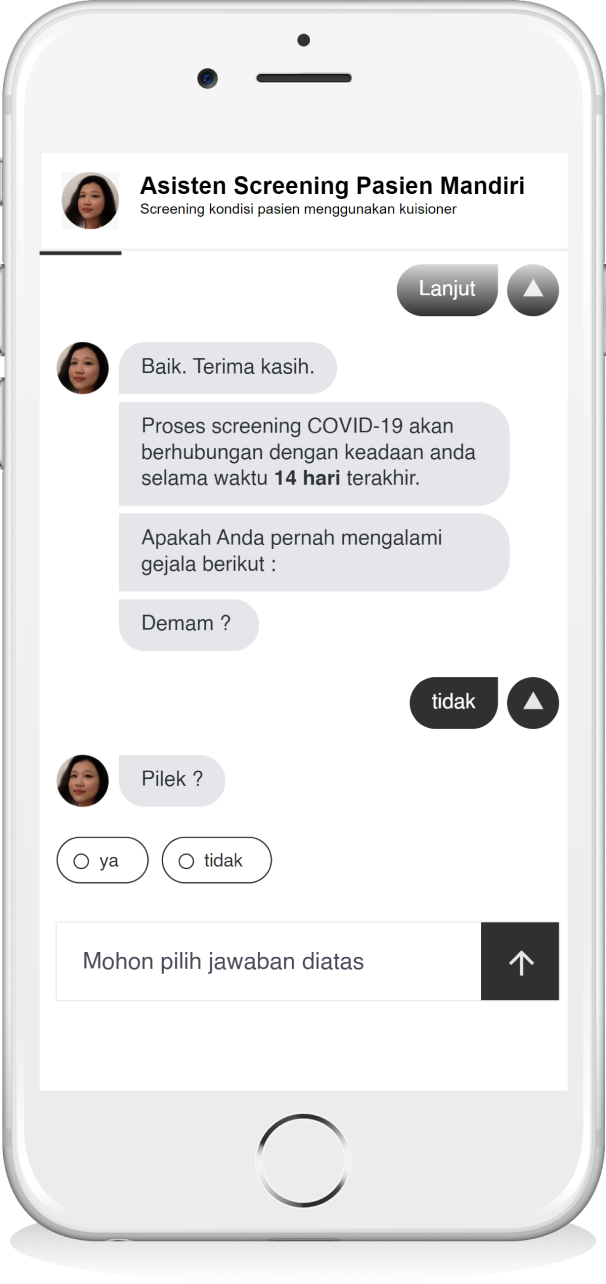 Asisten Screening Pasien Mandiri
Screening kondisi pasien menggunakan kuisioner
Lanjut
Baik. Terima kasih.
Proses screening COVID-19 akan
berhubungan dengan keadaan anda
selama waktu 14 hari terakhir.
Apakah Anda pernah mengalami
gejala berikut :
Demam ?
tidak
Pilek ?
ya
tidak
Mohon pilih jawaban diatas